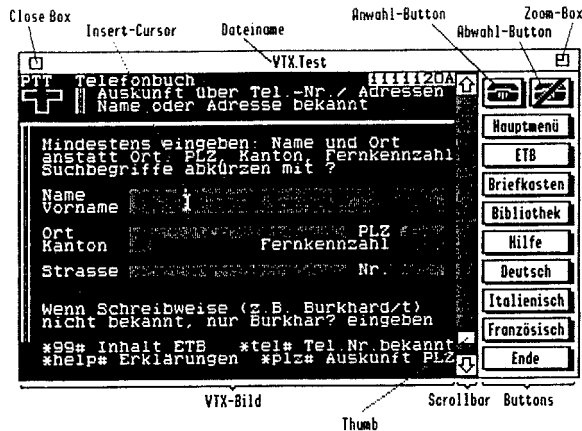 Close Box
Insert-Cursor
Dateiname
Anwahl-Button
Zoom-Box
Abwahl-Button
VTX.Test
PTT Telefonbuch 1111120A
Auskunft über Tel.-Nr./ Adressen
Name oder Adresse bekannt
Mindestens eingeben: Name und Ort
anstatt Ort: PLZ, Kanton, Fernkennzahl
Suchbegriffe abkürzen mit ?
Name
Vorname
Ort PLZ
Kanton Fernkennzahl
Strasse Nr.
Wenn Schreibweise (z.B. Burkhard/t)
nicht bekannt, nur Burkhar? eingeben
*99# Inhalt ETB *tel# Tel.Nr.bekannt
*help# Erklärungen *plz# Auskunft PLZ
Hauptmenü
ETB
Briefkasten
Bibliothek
Hilfe
Deutsch
Italienisch
Französisch
Ende
VTX-Bild
Scrollbar
Buttons
Thumb